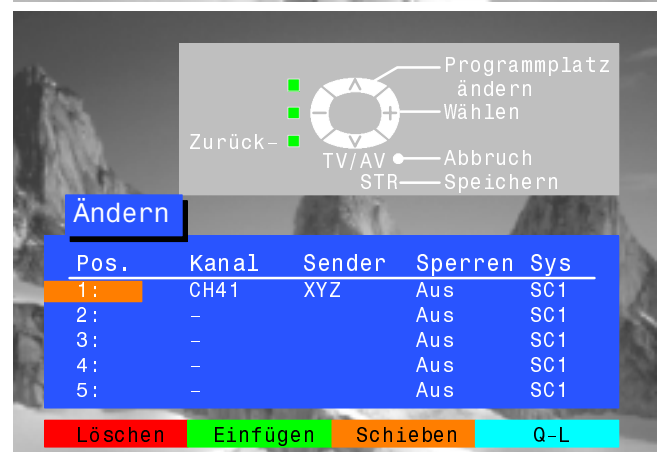 Programmplatz
ändern
Wählen
Zurück–
TV/AV
Abbruch
STR
Speichern
Ändern
Pos. Kanal Sender Sperren Sys
1: CH41 XYZ Aus SC1
2: – Aus SC1
3: – Aus SC1
4: – Aus SC1
5: – Aus SC1
Löschen Einfügen Schieben Q–L